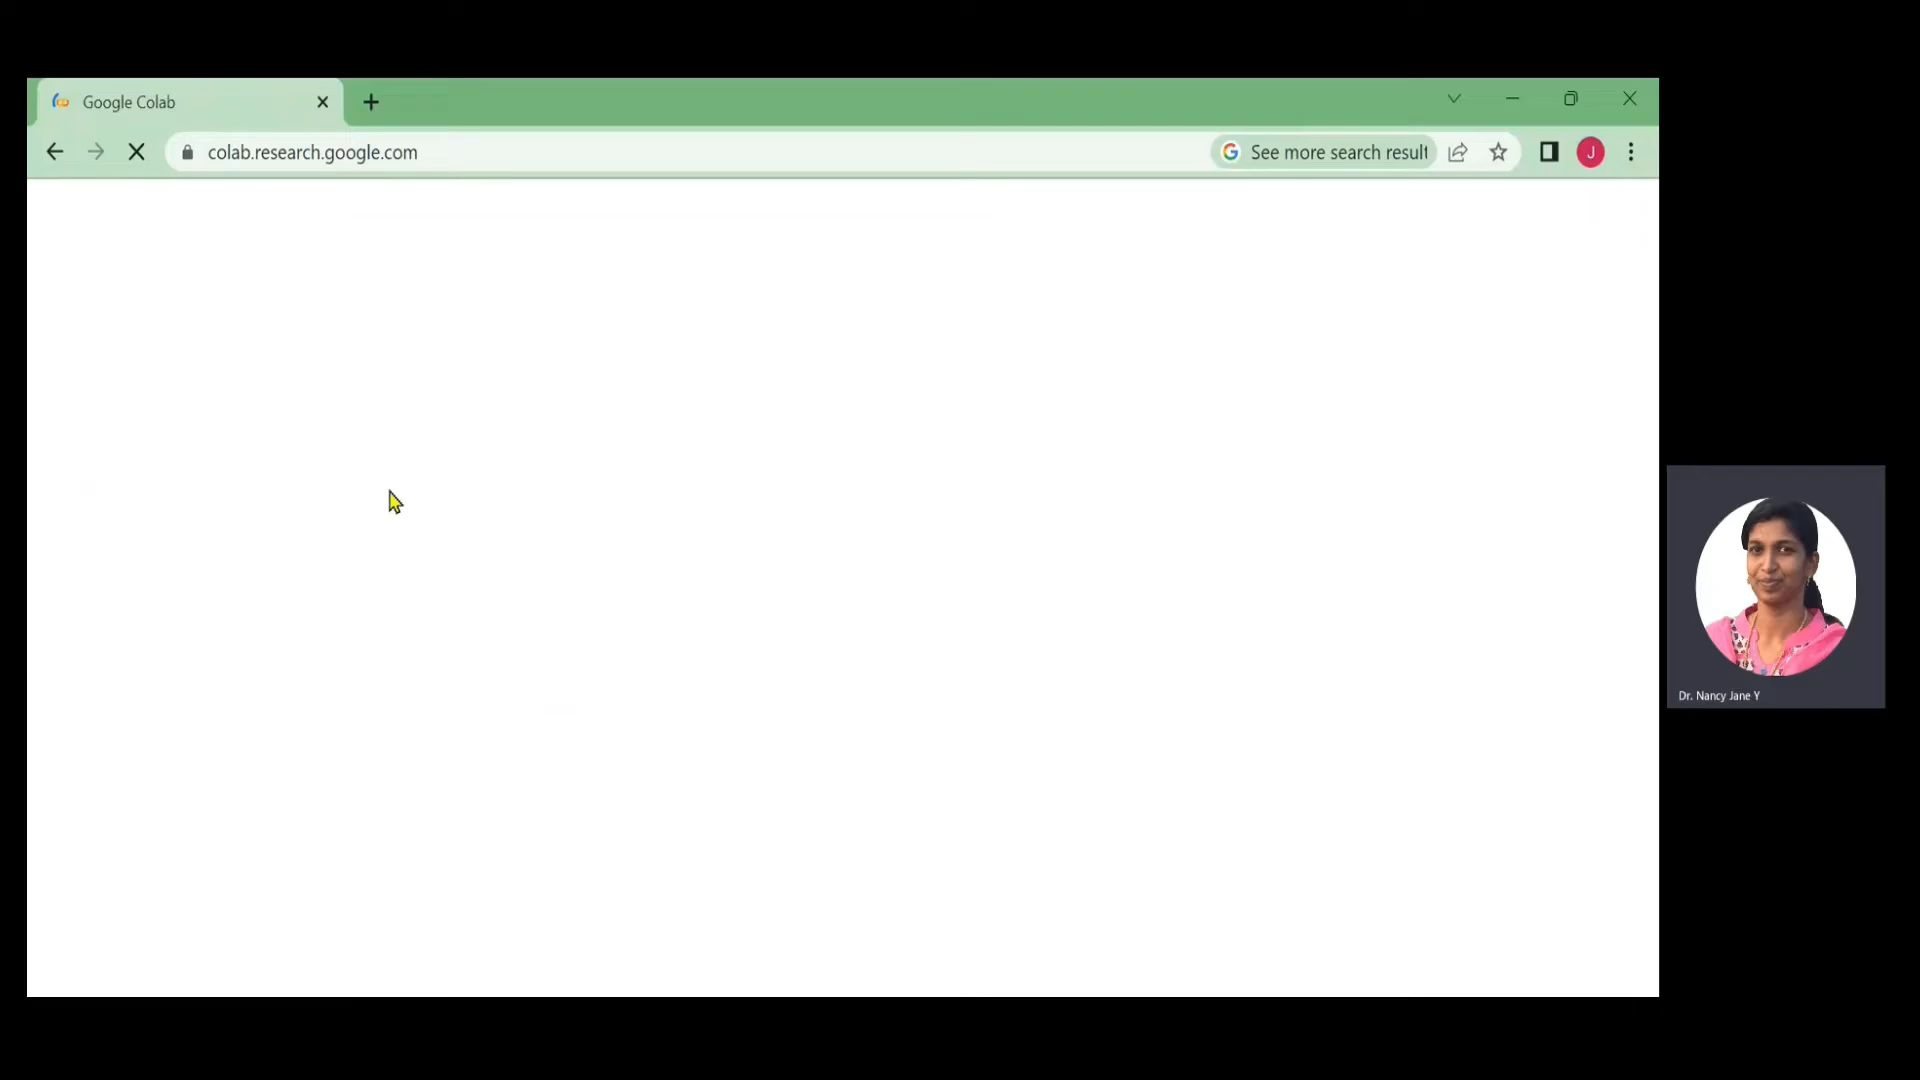 Google Colab
colab.research.google.com
See more search result
J
Dr. Nancy Jane Y